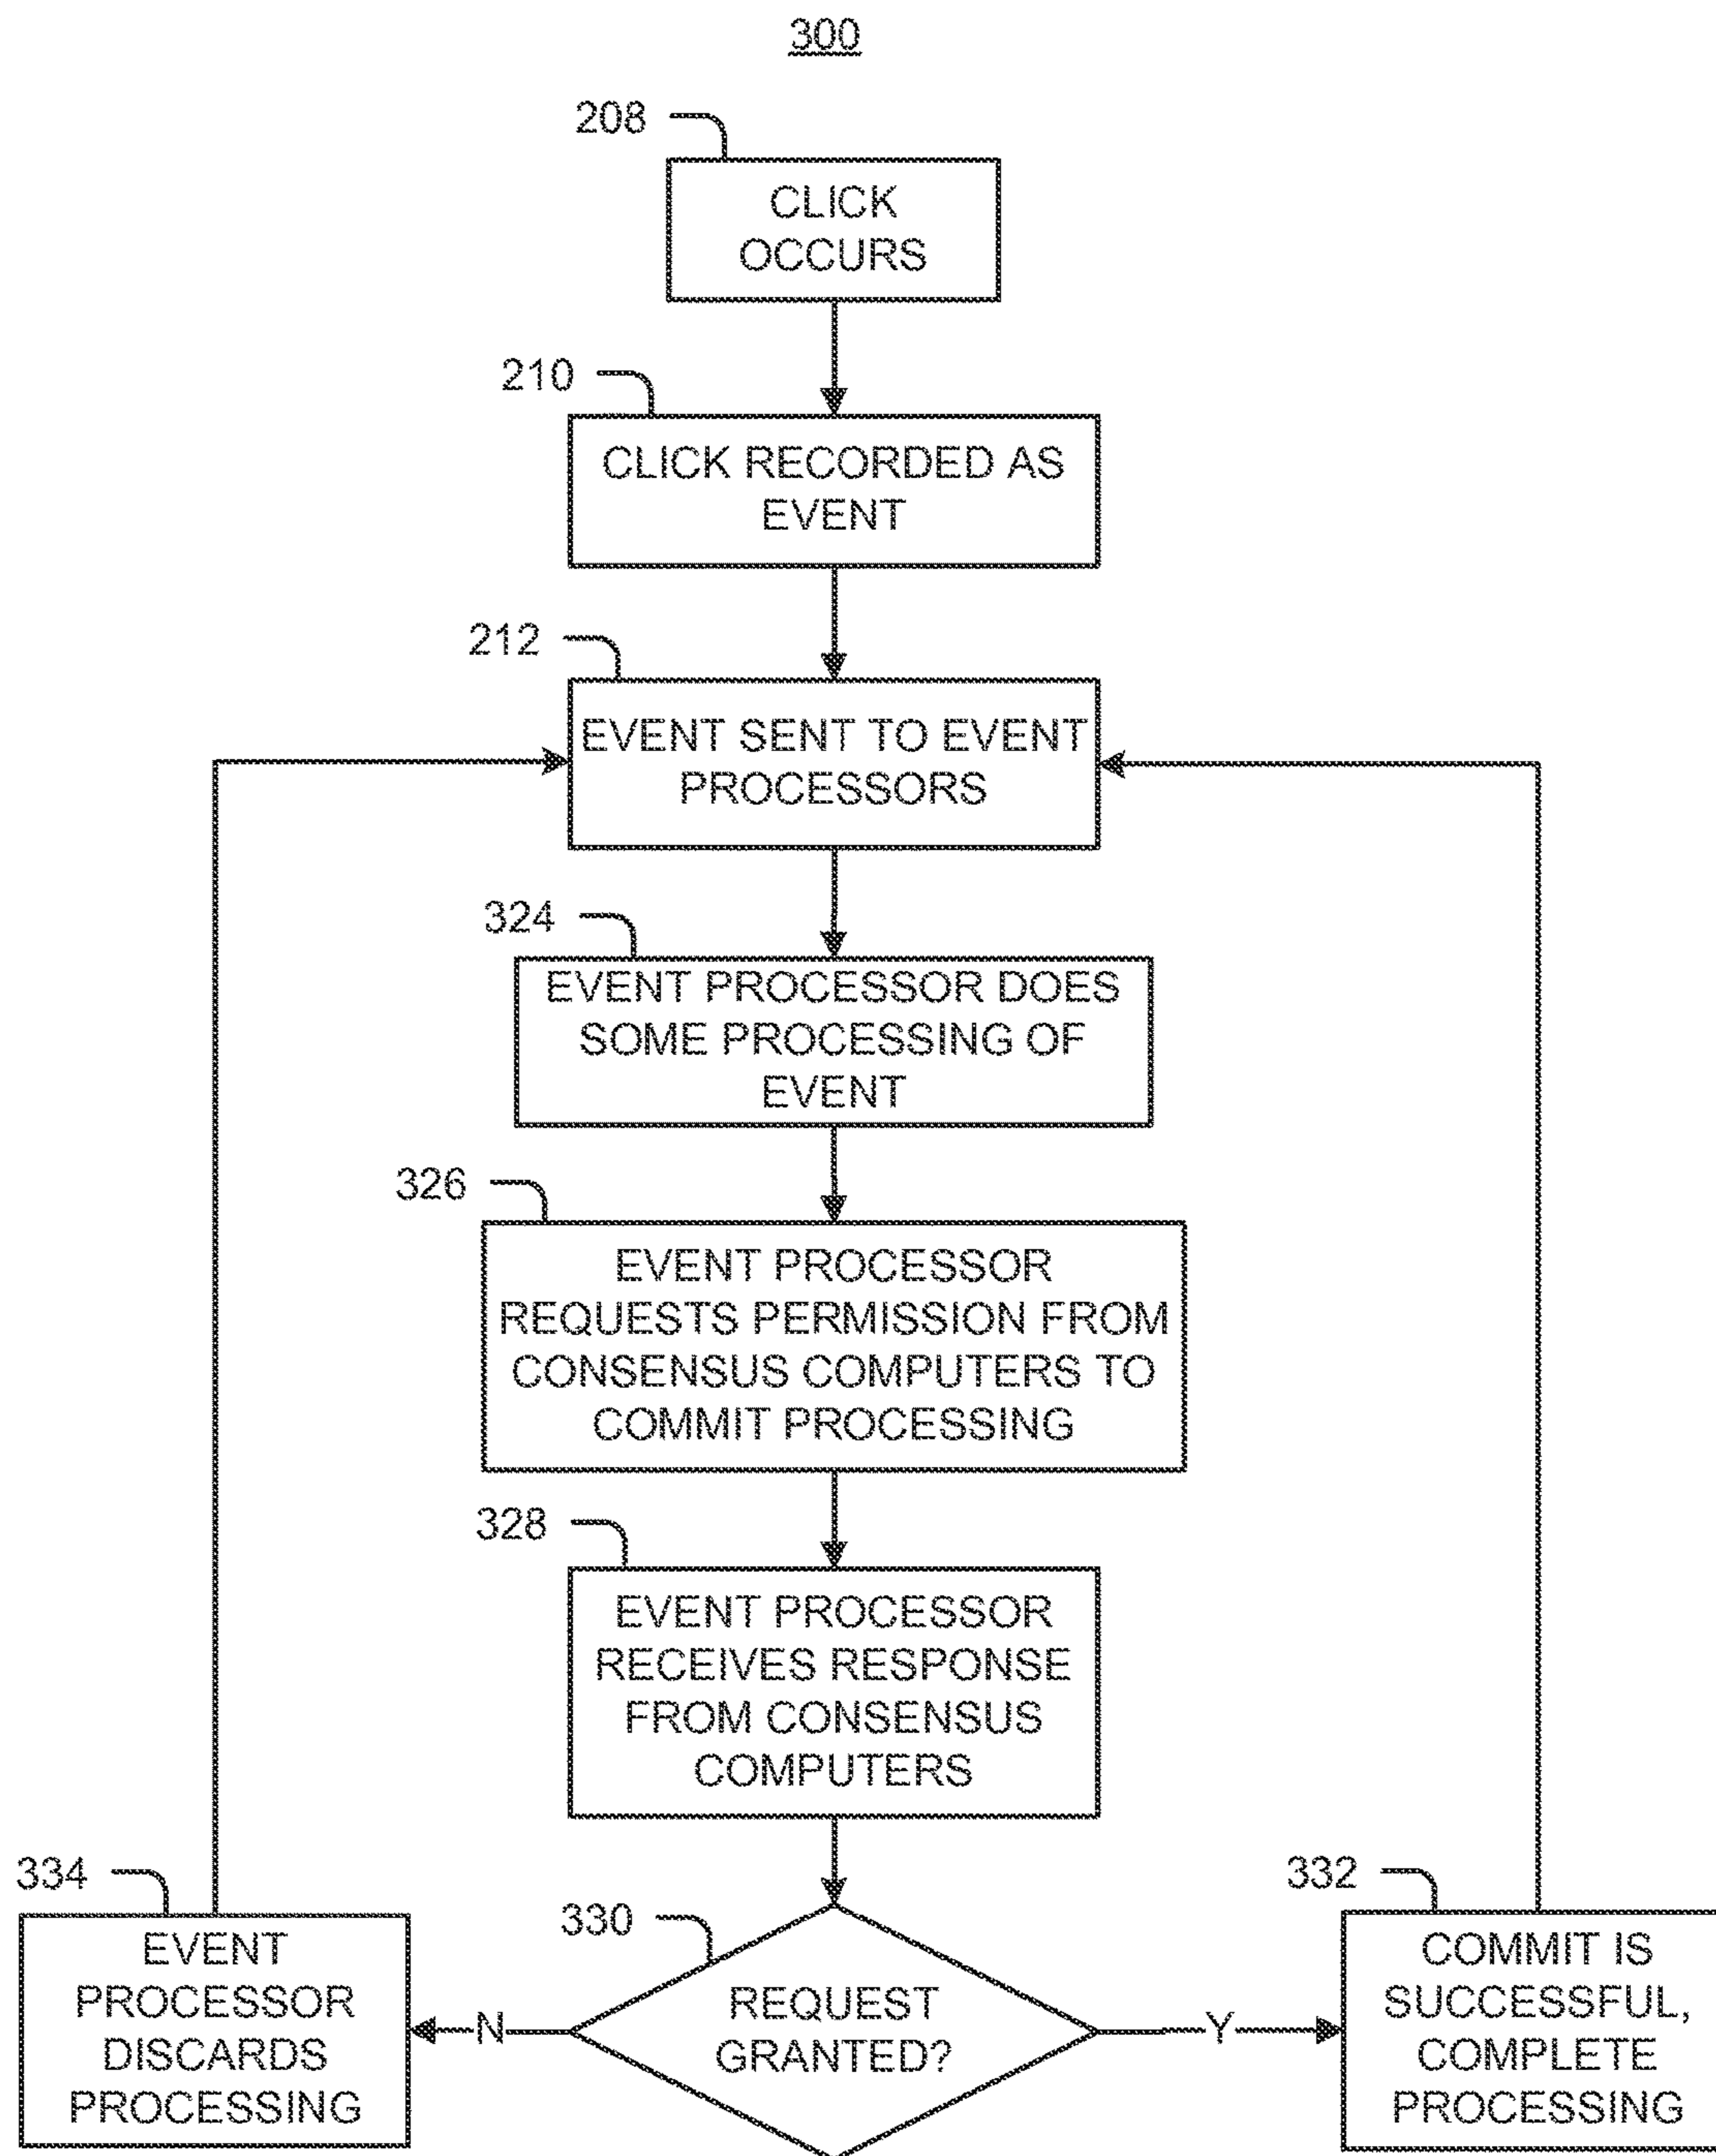 300
208
CLICK
OCCURS
210
CLICK RECORDED AS
EVENT
212
EVENT SENT TO EVENT
PROCESSORS
324
EVENT PROCESSOR DOES
SOME PROCESSING OF
EVENT
326
EVENT PROCESSOR
REQUESTS PERMISSION FROM
CONSENSUS COMPUTERS TO
COMMIT PROCESSING
328
EVENT PROCESSOR
RECEIVES RESPONSE
FROM CONSENSUS
COMPUTERS
334
EVENT
PROCESSOR
DISCARDS
PROCESSING
N
330
REQUEST
GRANTED?
Y
332
COMMIT IS
SUCCESSFUL,
COMPLETE
PROCESSING